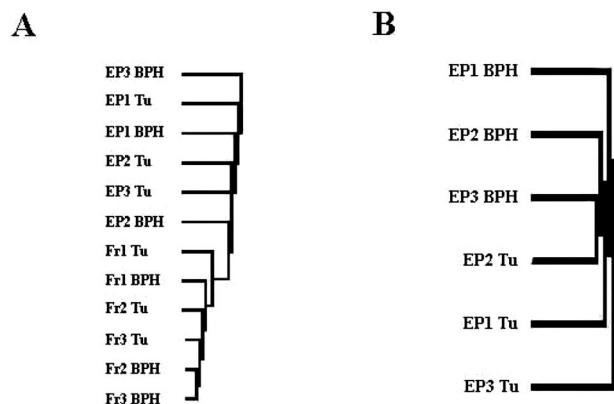 A
EP3 BPH
EP1 Tu
EP1 BPH
EP2 Tu
EP3 Tu
EP2 BPH
Fr1 Tu
Fr1 BPH
Fr2 Tu
Fr3 Tu
Fr2 BPH
Fr3 BPH
B
EP1 BPH
EP2 BPH
EP3 BPH
EP2 Tu
EP1 Tu
EP3 Tu